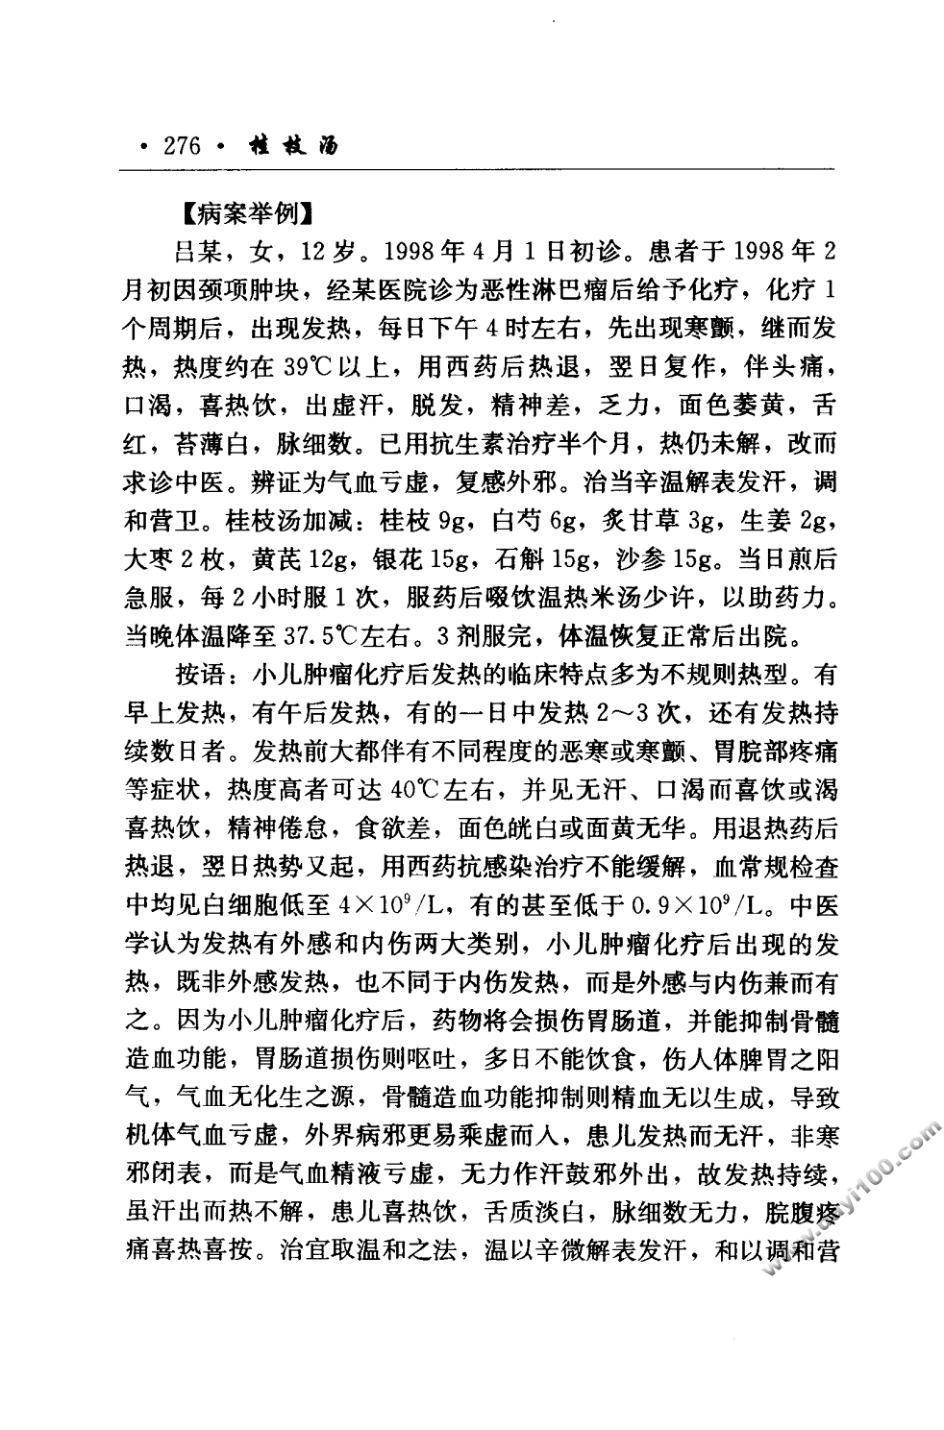 · 276 · 桂枝汤
【病案举例】
吕某，女，12岁。1998年4月1日初诊。患者于1998年2
月初因颈项肿块，经某医院诊为恶性淋巴瘤后给予化疗，化疗1
个周期后，出现发热，每日下午4时左右，先出现寒颤，继而发
热，热度约在39℃以上，用西药后热退，翌日复作，伴头痛，
口渴，喜热饮，出虚汗，脱发，精神差，乏力，面色萎黄，舌
红，苔薄白，脉细数。已用抗生素治疗半个月，热仍未解，改而
求诊中医。辨证为气血亏虚，复感外邪。治当辛温解表发汗，调
和营卫。桂枝汤加减：桂枝9g，白芍6g，炙甘草3g，生姜2g，
大枣2枚，黄芪12g，银花15g，石斛15g，沙参15g。当日煎后
急服，每2小时服1次，服药后啜饮温热米汤少许，以助药力。
当晚体温降至37.5℃左右。3剂服完，体温恢复正常后出院。
按语：小儿肿瘤化疗后发热的临床特点多为不规则热型。有
早上发热，有午后发热，有的一日中发热2～3次，还有发热持
续数日者。发热前大都伴有不同程度的恶寒或寒颤、胃脘部疼痛
等症状，热度高者可达40℃左右，并见无汗、口渴而喜饮或渴
喜热饮，精神倦怠，食欲差，面色㿠白或面黄无华。用退热药后
热退，翌日热势又起，用西药抗感染治疗不能缓解，血常规检查
中均见白细胞低至4×10⁹/L，有的甚至低于0.9×10⁹/L。中医
学认为发热有外感和内伤两大类别，小儿肿瘤化疗后出现的发
热，既非外感发热，也不同于内伤发热，而是外感与内伤兼而有
之。因为小儿肿瘤化疗后，药物将会损伤胃肠道，并能抑制骨髓
造血功能，胃肠道损伤则呕吐，多日不能饮食，伤人体脾胃之阳
气，气血无化生之源，骨髓造血功能抑制则精血无以生成，导致
机体气血亏虚，外界病邪更易乘虚而人，患儿发热而无汗，非寒
邪闭表，而是气血精液亏虚，无力作汗鼓邪外出，故发热持续，
虽汗出而热不解，患儿喜热饮，舌质淡白，脉细数无力，脘腹疼
痛喜热喜按。治宜取温和之法，温以辛微解表发汗，和以调和营